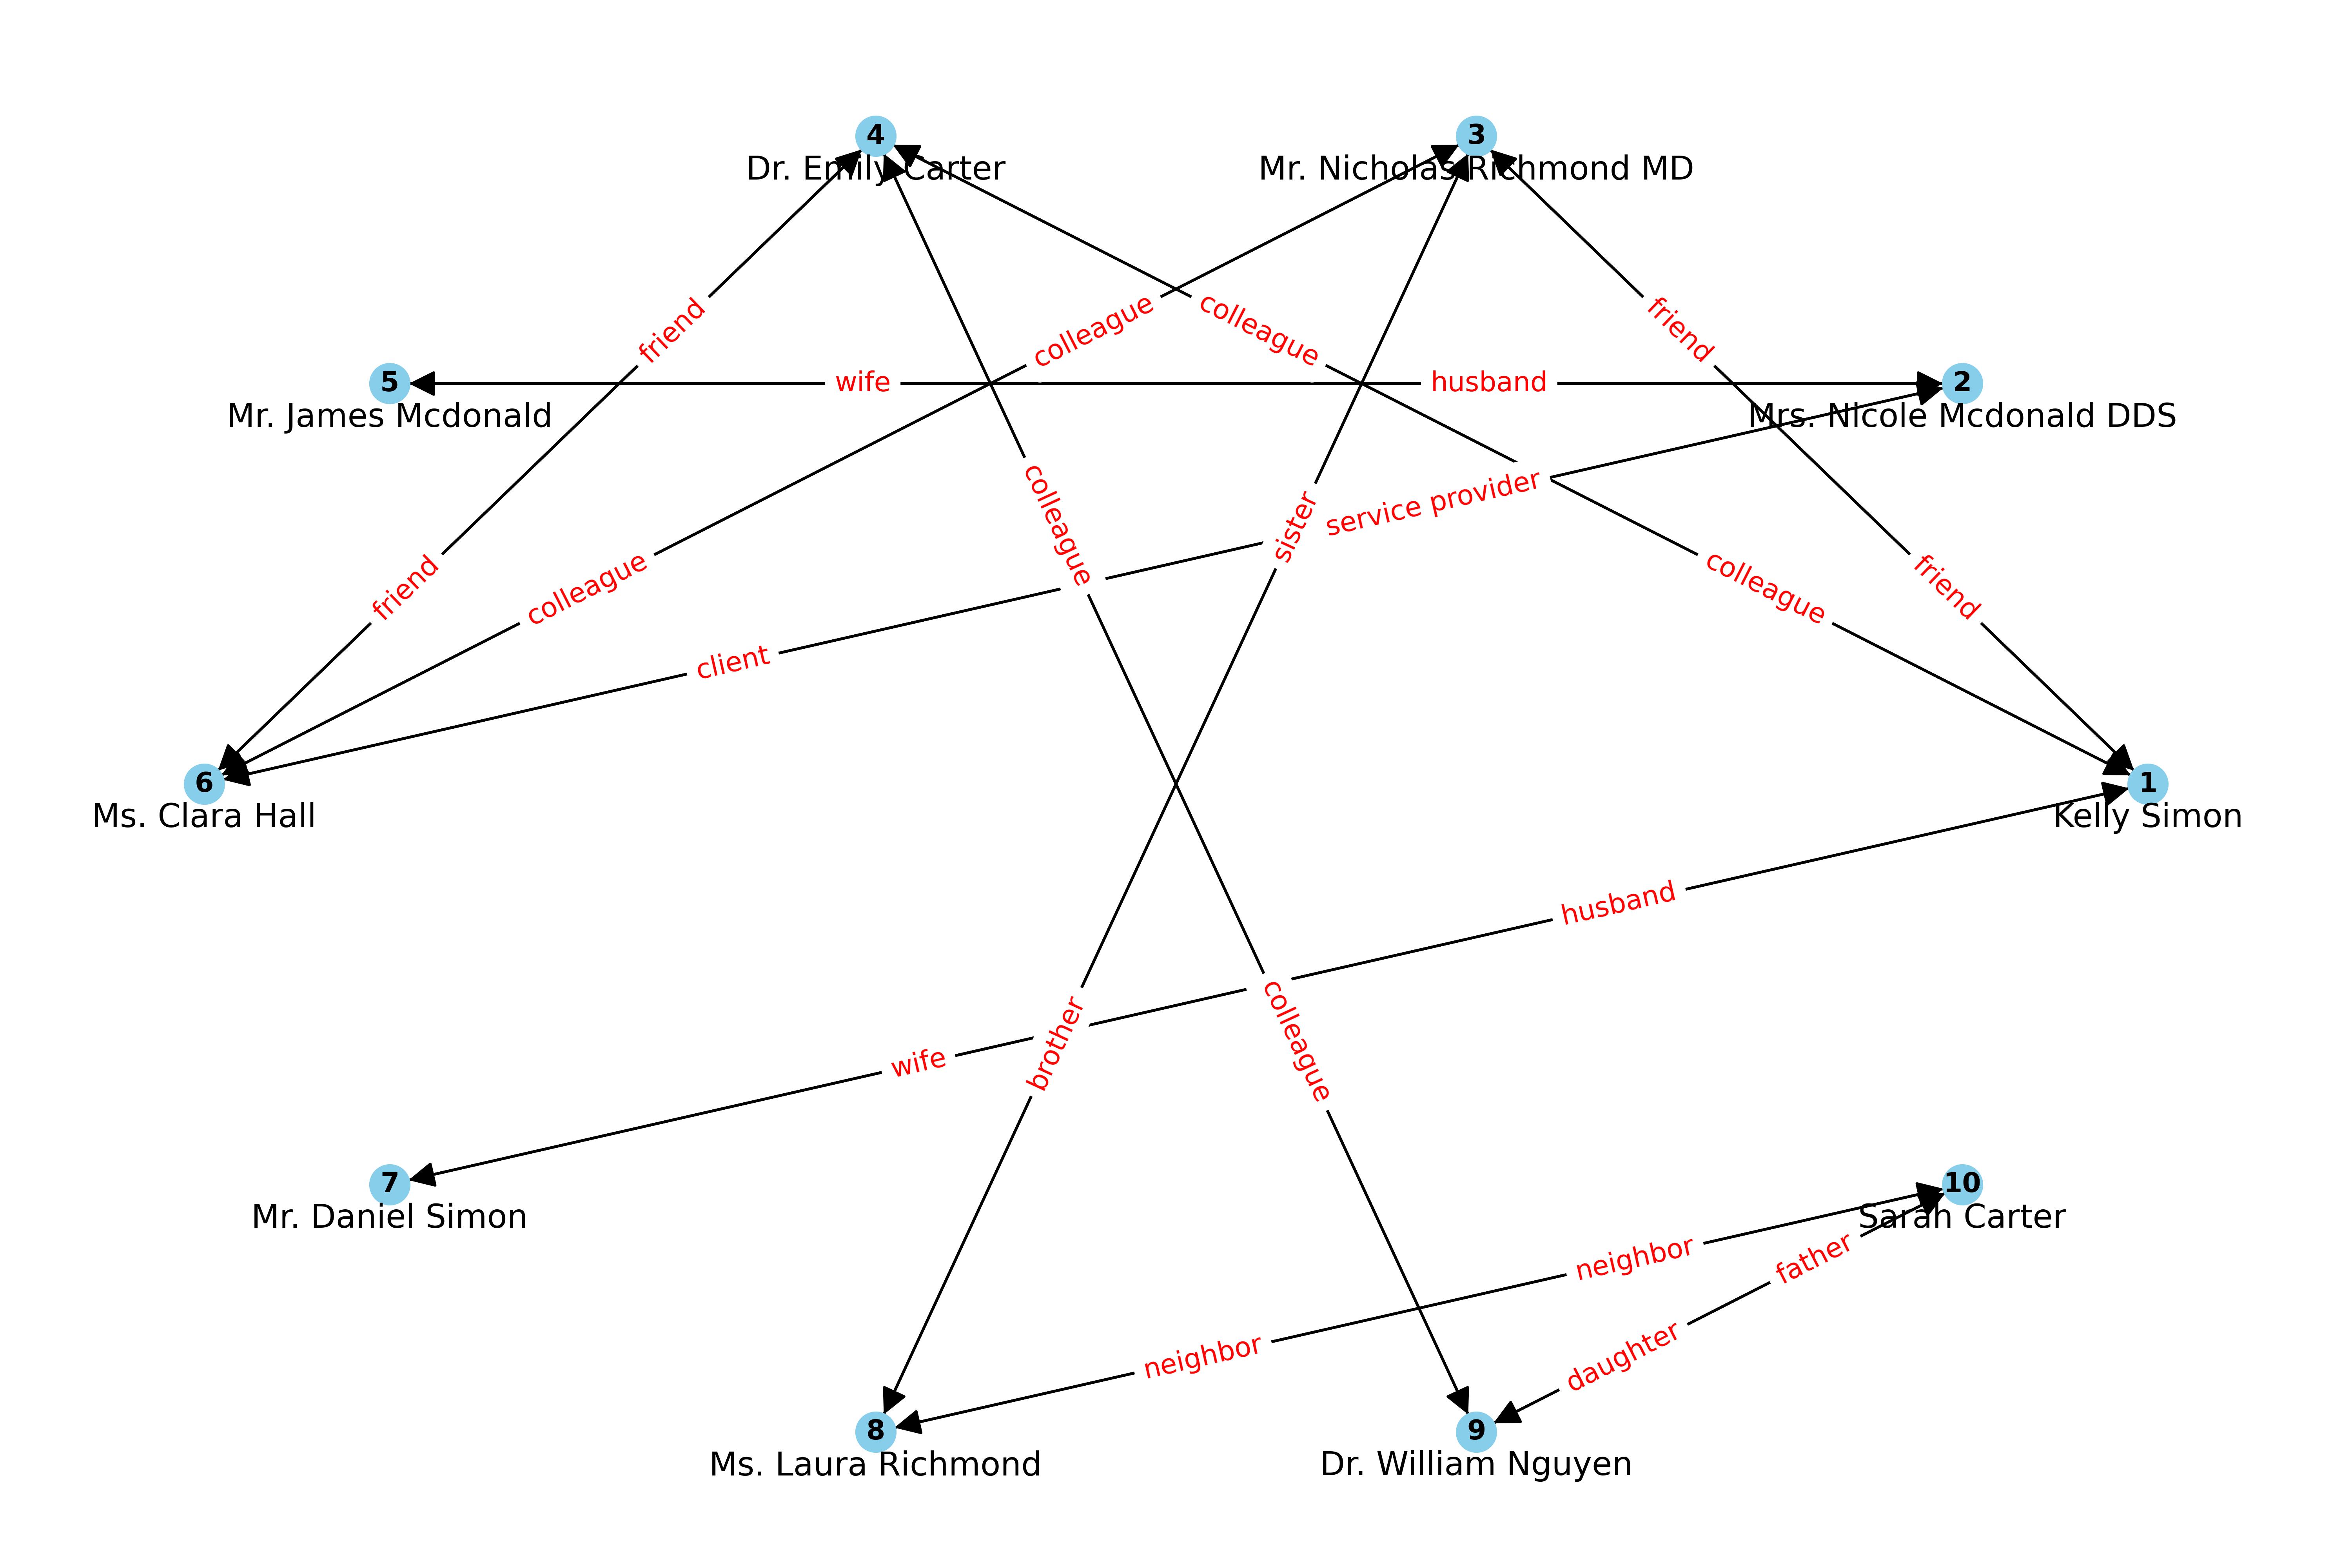 4
3
Dr. Emily Carter
Mr. Nicholas Richmond MD
friend
colleague
colleague
friend
5
wife
husband
2
Mr. James Mcdonald
Mrs. Nicole Mcdonald DDS
colleague
sister
service provider
friend
colleague
colleague
friend
client
6
1
Ms. Clara Hall
Kelly Simon
husband
brother
colleague
wife
7
10
Mr. Daniel Simon
Sarah Carter
neighbor
father
neighbor
daughter
8
9
Ms. Laura Richmond
Dr. William Nguyen